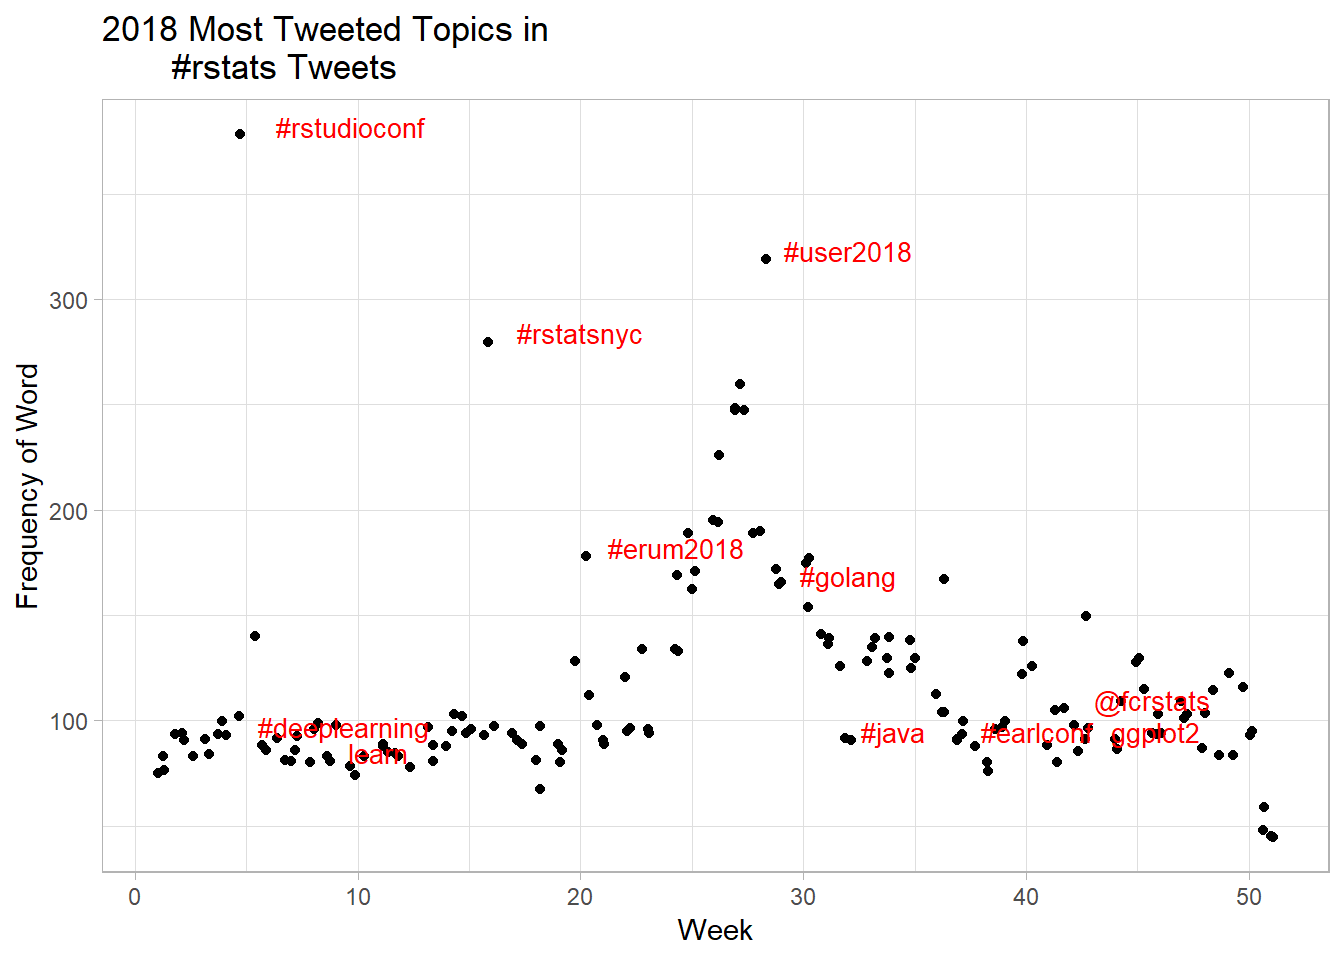 2018 Most Tweeted Topics in
#rstats Tweets
#rstudioconf
#user2018
300
#rstatsnyc
Frequency of Word
200
#erum2018
#golang
100
@fcrstats
#deeplearning
#java
#earlconf
ggplot2
learn
0
10
20
30
40
50
Week